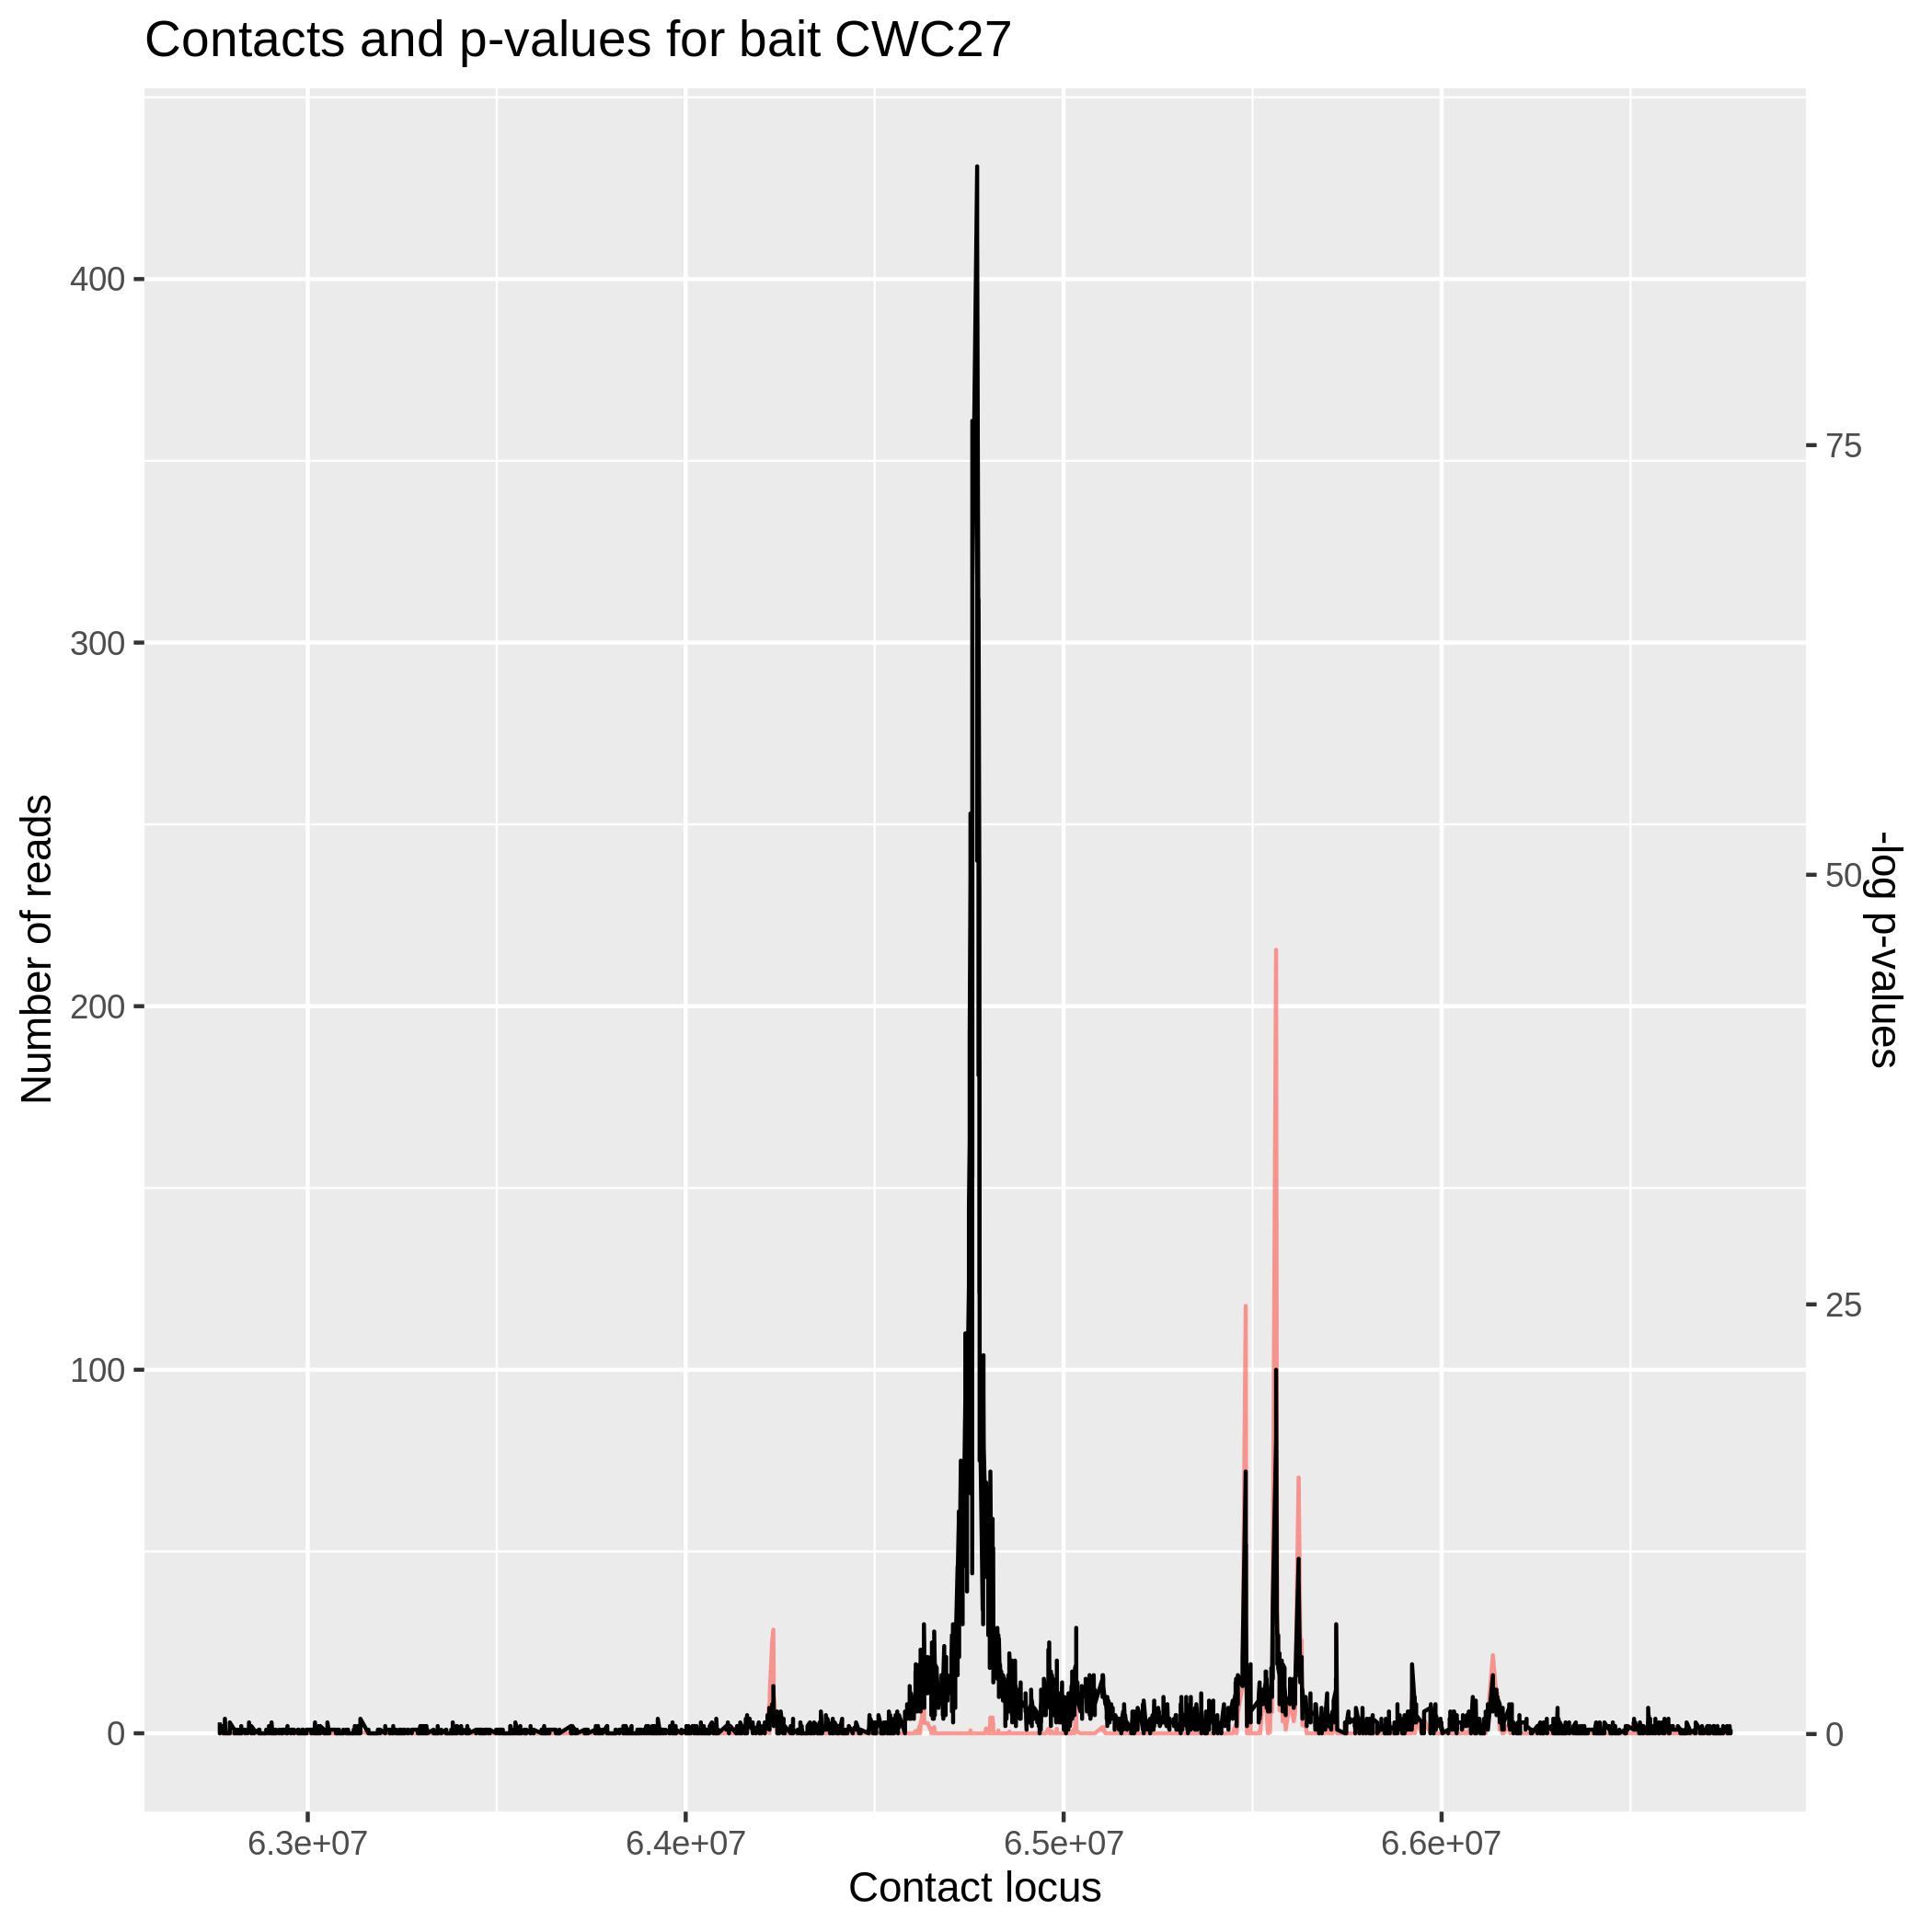 Contacts and p-values for bait CWC27
400
300
200
100
0
Number of reads
75
50
25
0
-log p-values
6.3e+07
6.4e+07
6.5e+07
6.6e+07
Contact locus